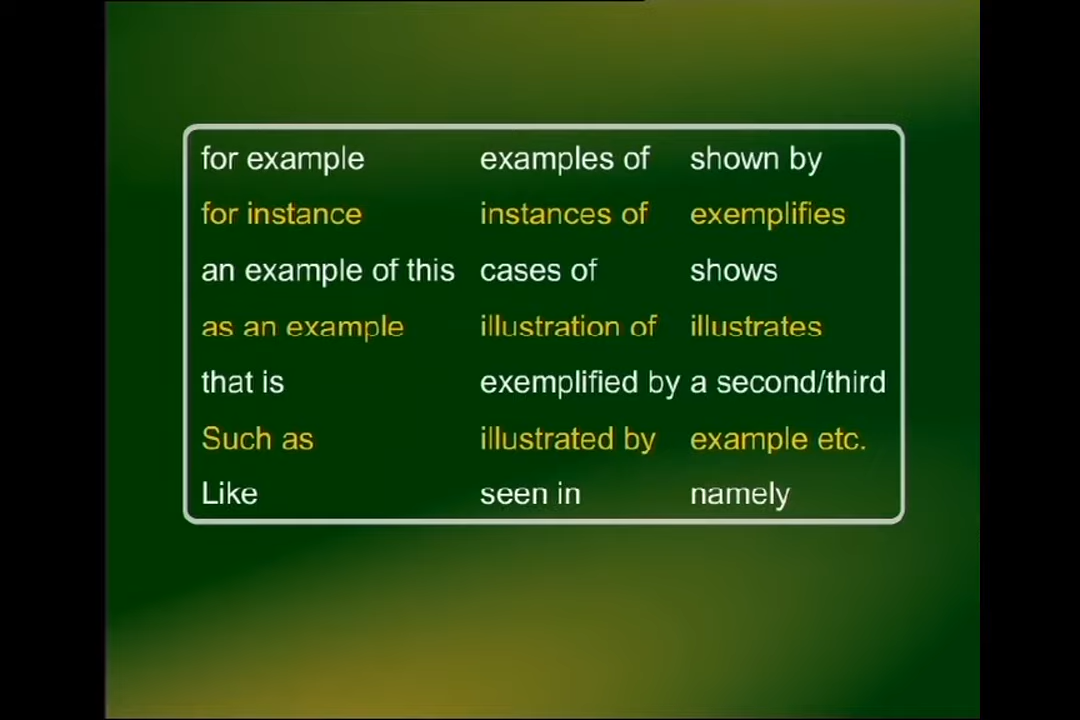 for example examples of shown by
for instance instances of exemplifies
an example of this cases of shows
as an example illustration of illustrates
that is exemplified by a second/third
Such as illustrated by example etc.
Like seen in namely